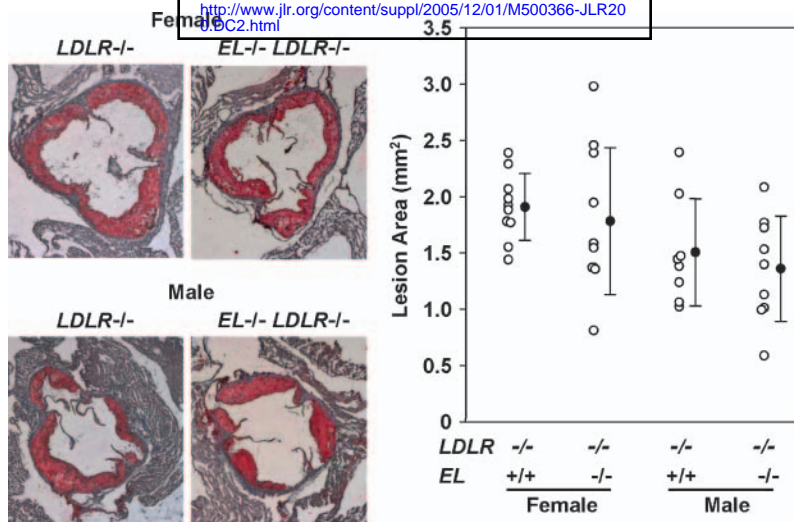 http://www.jlr.org/content/suppl/2005/12/01/M500366-JLR20
0.DC2.html
Female
LDLR-/- EL-/- LDLR-/-
Male
LDLR-/- EL-/- LDLR-/-
Lesion Area (mm²)
3.5
3.0
2.5
2.0
1.5
1.0
0.5
0
LDLR -/- -/- -/- -/-
EL +/+ -/- +/+ -/-
Female Male